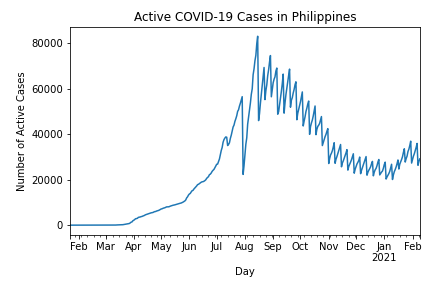 Active COVID-19 Cases in Philippines
Number of Active Cases
80000
60000
40000
20000
0
Feb Mar Apr May Jun Jul Aug Sep Oct Nov Dec Jan Feb
2021
Day